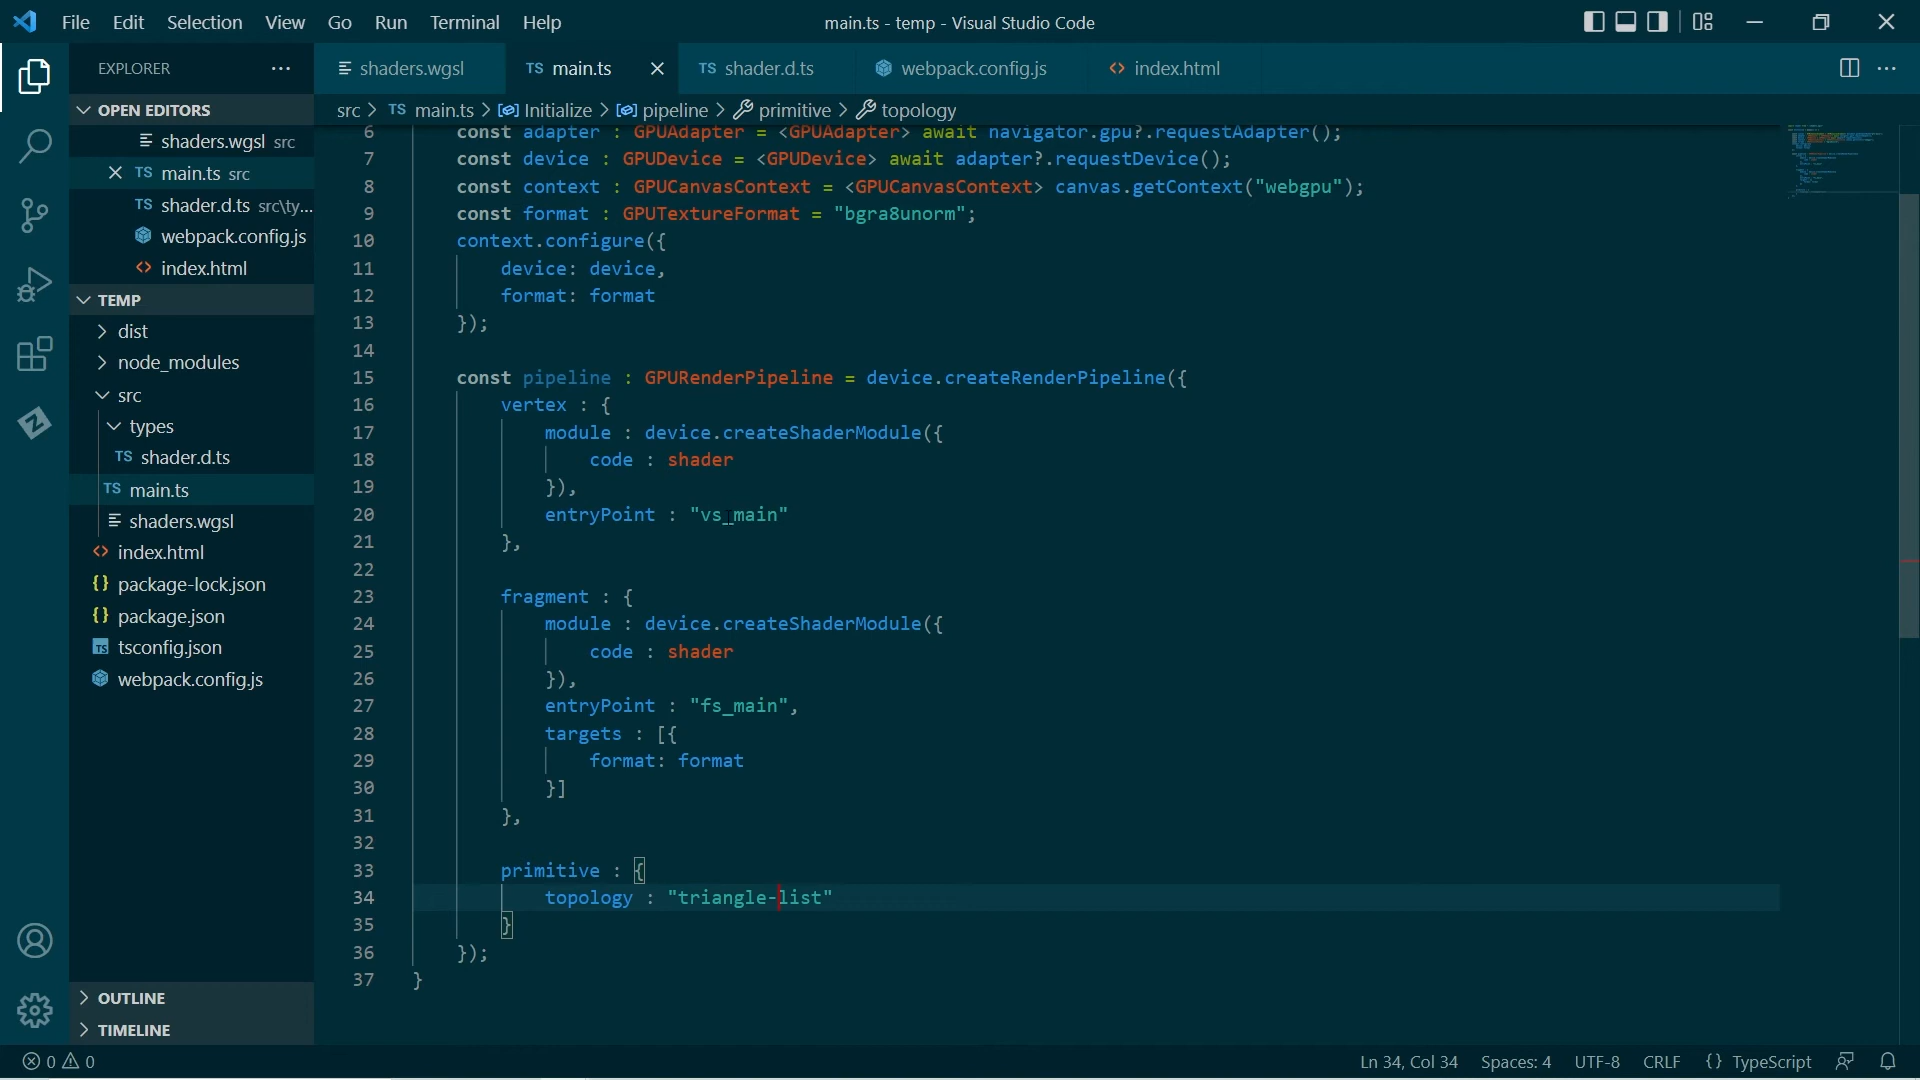 File Edit Selection View Go Run Terminal Help
main.ts - temp - Visual Studio Code
EXPLORER
shaders.wgsl
TS main.ts
TS shader.d.ts
webpack.config.js
index.html
src > TS main.ts > Initialize > pipeline > primitive > topology
OPEN EDITORS
shaders.wgsl src
TS main.ts src
TS shader.d.ts src\ty...
webpack.config.js
index.html
TEMP
dist
node_modules
src
types
TS shader.d.ts
TS main.ts
shaders.wgsl
index.html
{} package-lock.json
{} package.json
TS tsconfig.json
webpack.config.js
OUTLINE
TIMELINE
6 const adapter : GPUAdapter = <GPUAdapter> await navigator.gpu?.requestAdapter();
7 const device : GPUDevice = <GPUDevice> await adapter?.requestDevice();
8 const context : GPUCanvasContext = <GPUCanvasContext> canvas.getContext("webgpu");
9 const format : GPUTextureFormat = "bgra8unorm";
10 context.configure({
11 device: device,
12 format: format
13 });
14
15 const pipeline : GPURenderPipeline = device.createRenderPipeline({
16 vertex : {
17 module : device.createShaderModule({
18 code : shader
19 }),
20 entryPoint : "vs_main"
21 },
22
23 fragment : {
24 module : device.createShaderModule({
25 code : shader
26 }),
27 entryPoint : "fs_main",
28 targets : [{
29 format: format
30 }]
31 },
32
33 primitive : {
34 topology : "triangle-list"
35 }
36 });
37 }
0 0
Ln 34, Col 34 Spaces: 4 UTF-8 CRLF {} TypeScript